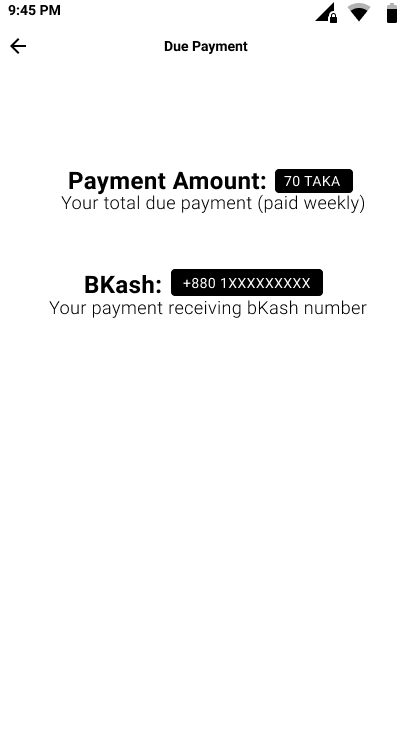 9:45 PM
Due Payment
Payment Amount: 70 TAKA
Your total due payment (paid weekly)
BKash: +880 1XXXXXXXXX
Your payment receiving bKash number